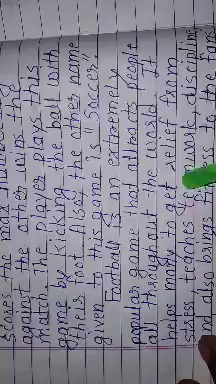 scores the max number of
against the other wins the
match. The player plays this
game by kicking the ball with
their foot. Also, the other name
given to this game is "Soccer"
Football is an extremely
popular game that attracts people
all throughout the world. It
helps many to get relief from
stress teaches discipline
and also brings to the fans